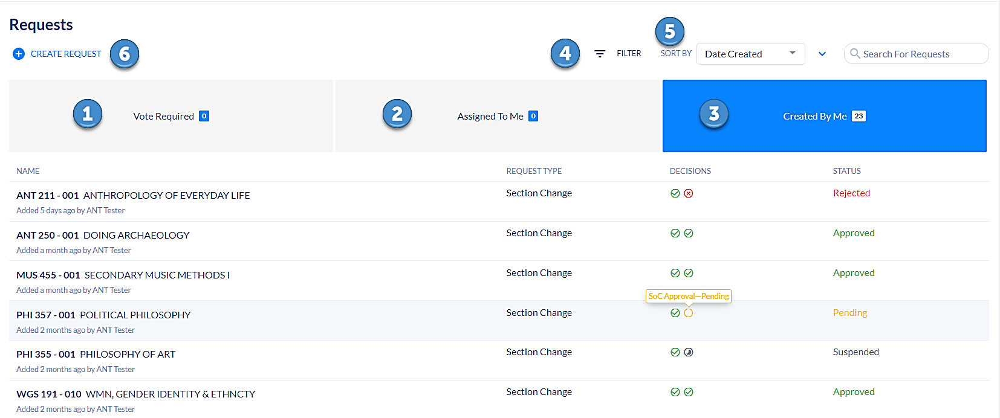 Requests
CREATE REQUEST 6 4 FILTER 5 SORT BY Date Created Search For Requests
1 Vote Required 0 2 Assigned To Me 0 3 Created By Me 23
NAME REQUEST TYPE DECISIONS STATUS
ANT 211 - 001 ANTHROPOLOGY OF EVERYDAY LIFE Section Change Rejected
Added 5 days ago by ANT Tester
ANT 250 - 001 DOING ARCHAEOLOGY Section Change Approved
Added a month ago by ANT Tester
MUS 455 - 001 SECONDARY MUSIC METHODS I Section Change Approved
Added a month ago by ANT Tester
SoC Approval—Pending
PHI 357 - 001 POLITICAL PHILOSOPHY Section Change Pending
Added 2 months ago by ANT Tester
PHI 355 - 001 PHILOSOPHY OF ART Section Change Suspended
Added 2 months ago by ANT Tester
WGS 191 - 010 WMN, GENDER IDENTITY & ETHNCTY Section Change Approved
Added 2 months ago by ANT Tester